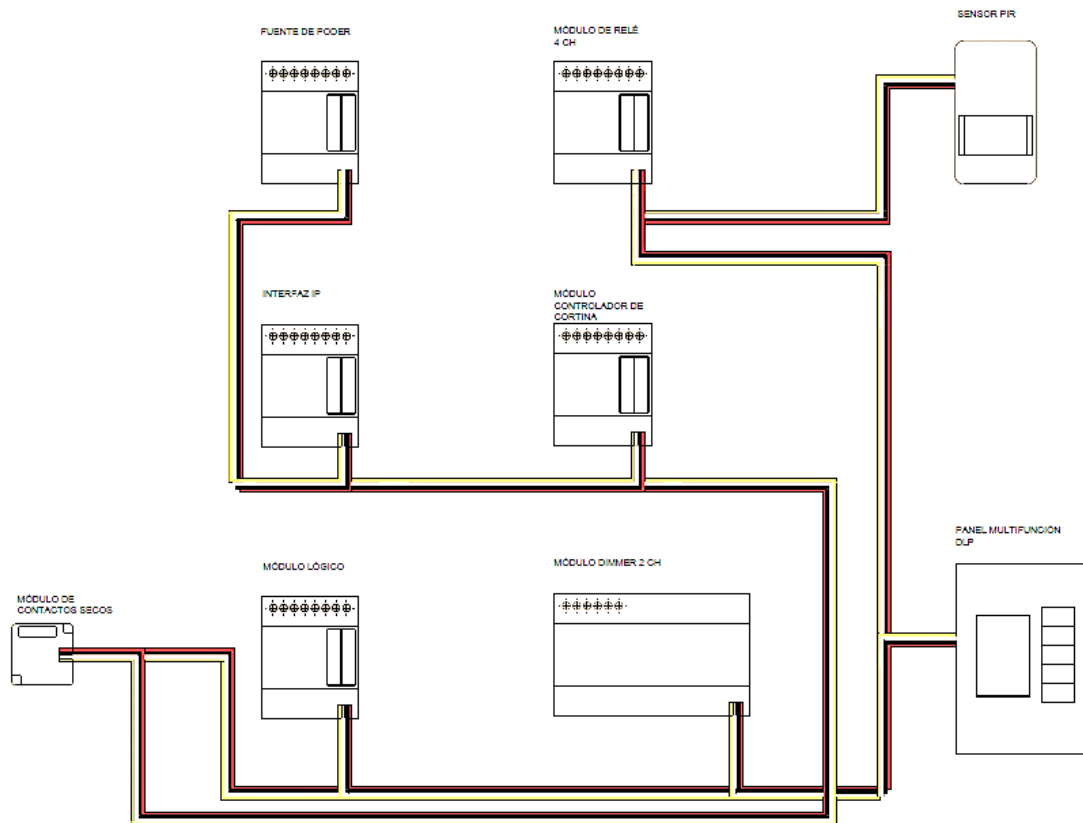 SENSOR PIR
FUENTE DE PODER
MÓDULO DE RELÉ
4 CH
INTERFAZ IP
MÓDULO
CONTROLADOR DE
CORTINA
PANEL MULTIFUNCIÓN
DLP
MÓDULO LÓGICO
MÓDULO DIMMER 2 CH
MÓDULO DE
CONTACTOS SECOS